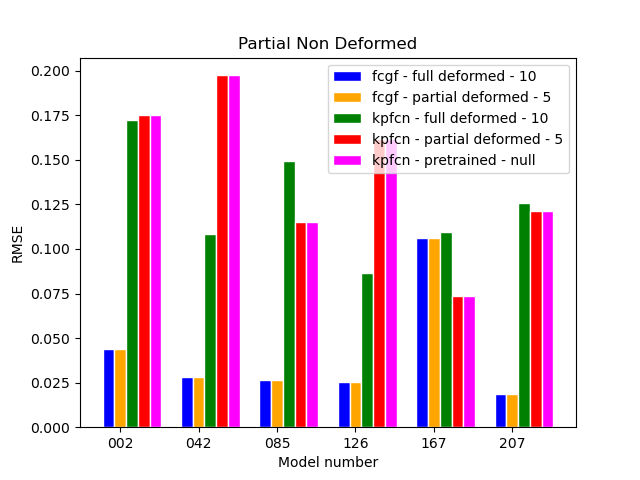 Partial Non Deformed
0.200
0.175
0.150
0.125
0.100
0.075
0.050
0.025
0.000
RMSE
fcgf - full deformed - 10
fcgf - partial deformed - 5
kpfcn - full deformed - 10
kpfcn - partial deformed - 5
kpfcn - pretrained - null
002 042 085 126 167 207
Model number